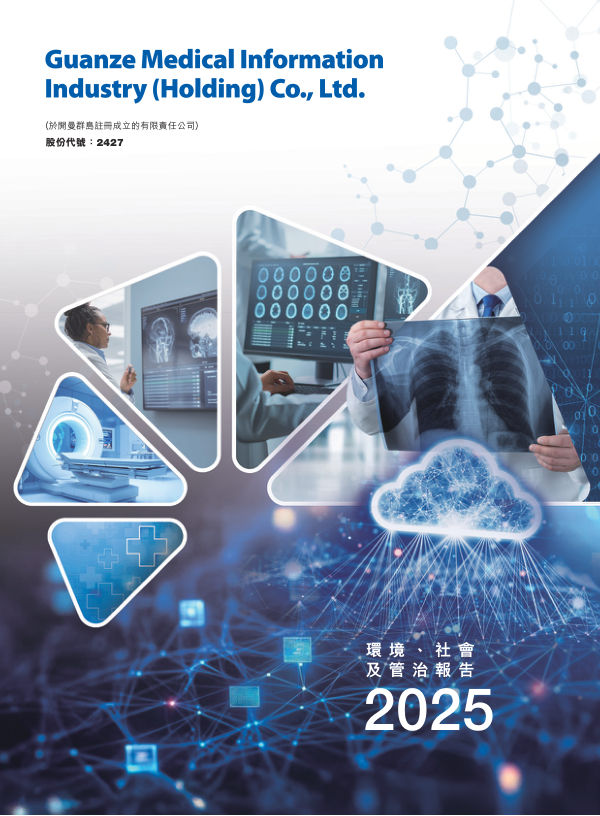 Guanze Medical Information
Industry (Holding) Co., Ltd.
(於開曼群島註冊成立的有限責任公司)
股份代號：2427
環境、社會
及管治報告
2025